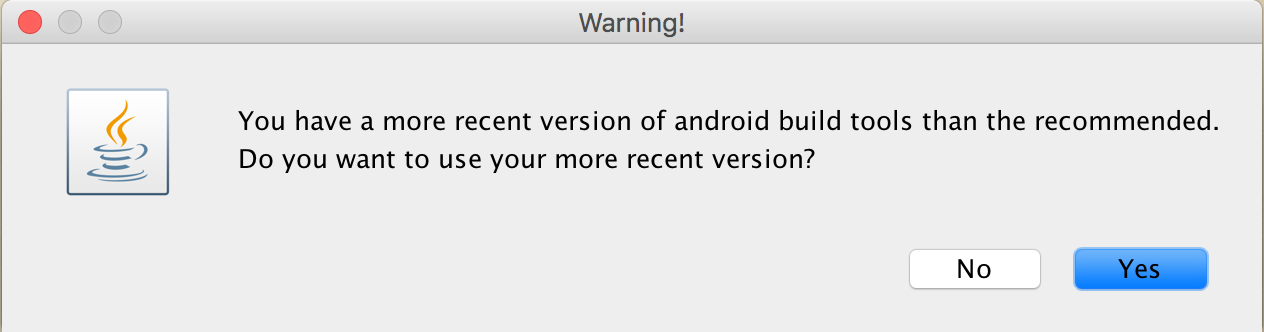 Warning!
You have a more recent version of android build tools than the recommended.
Do you want to use your more recent version?
No
Yes